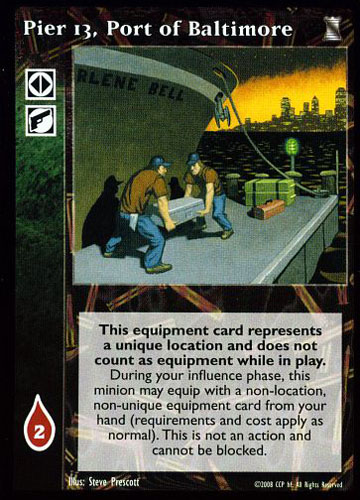 Pier 13, Port of Baltimore
RLENE BELL
This equipment card represents
a unique location and does not
count as equipment while in play.
During your influence phase, this
minion may equip with a non-location,
non-unique equipment card from your
hand (requirements and cost apply as
normal). This is not an action and
cannot be blocked.
2
Illus: Steve Prescott
©2008 CCP hf. All Rights Reserved